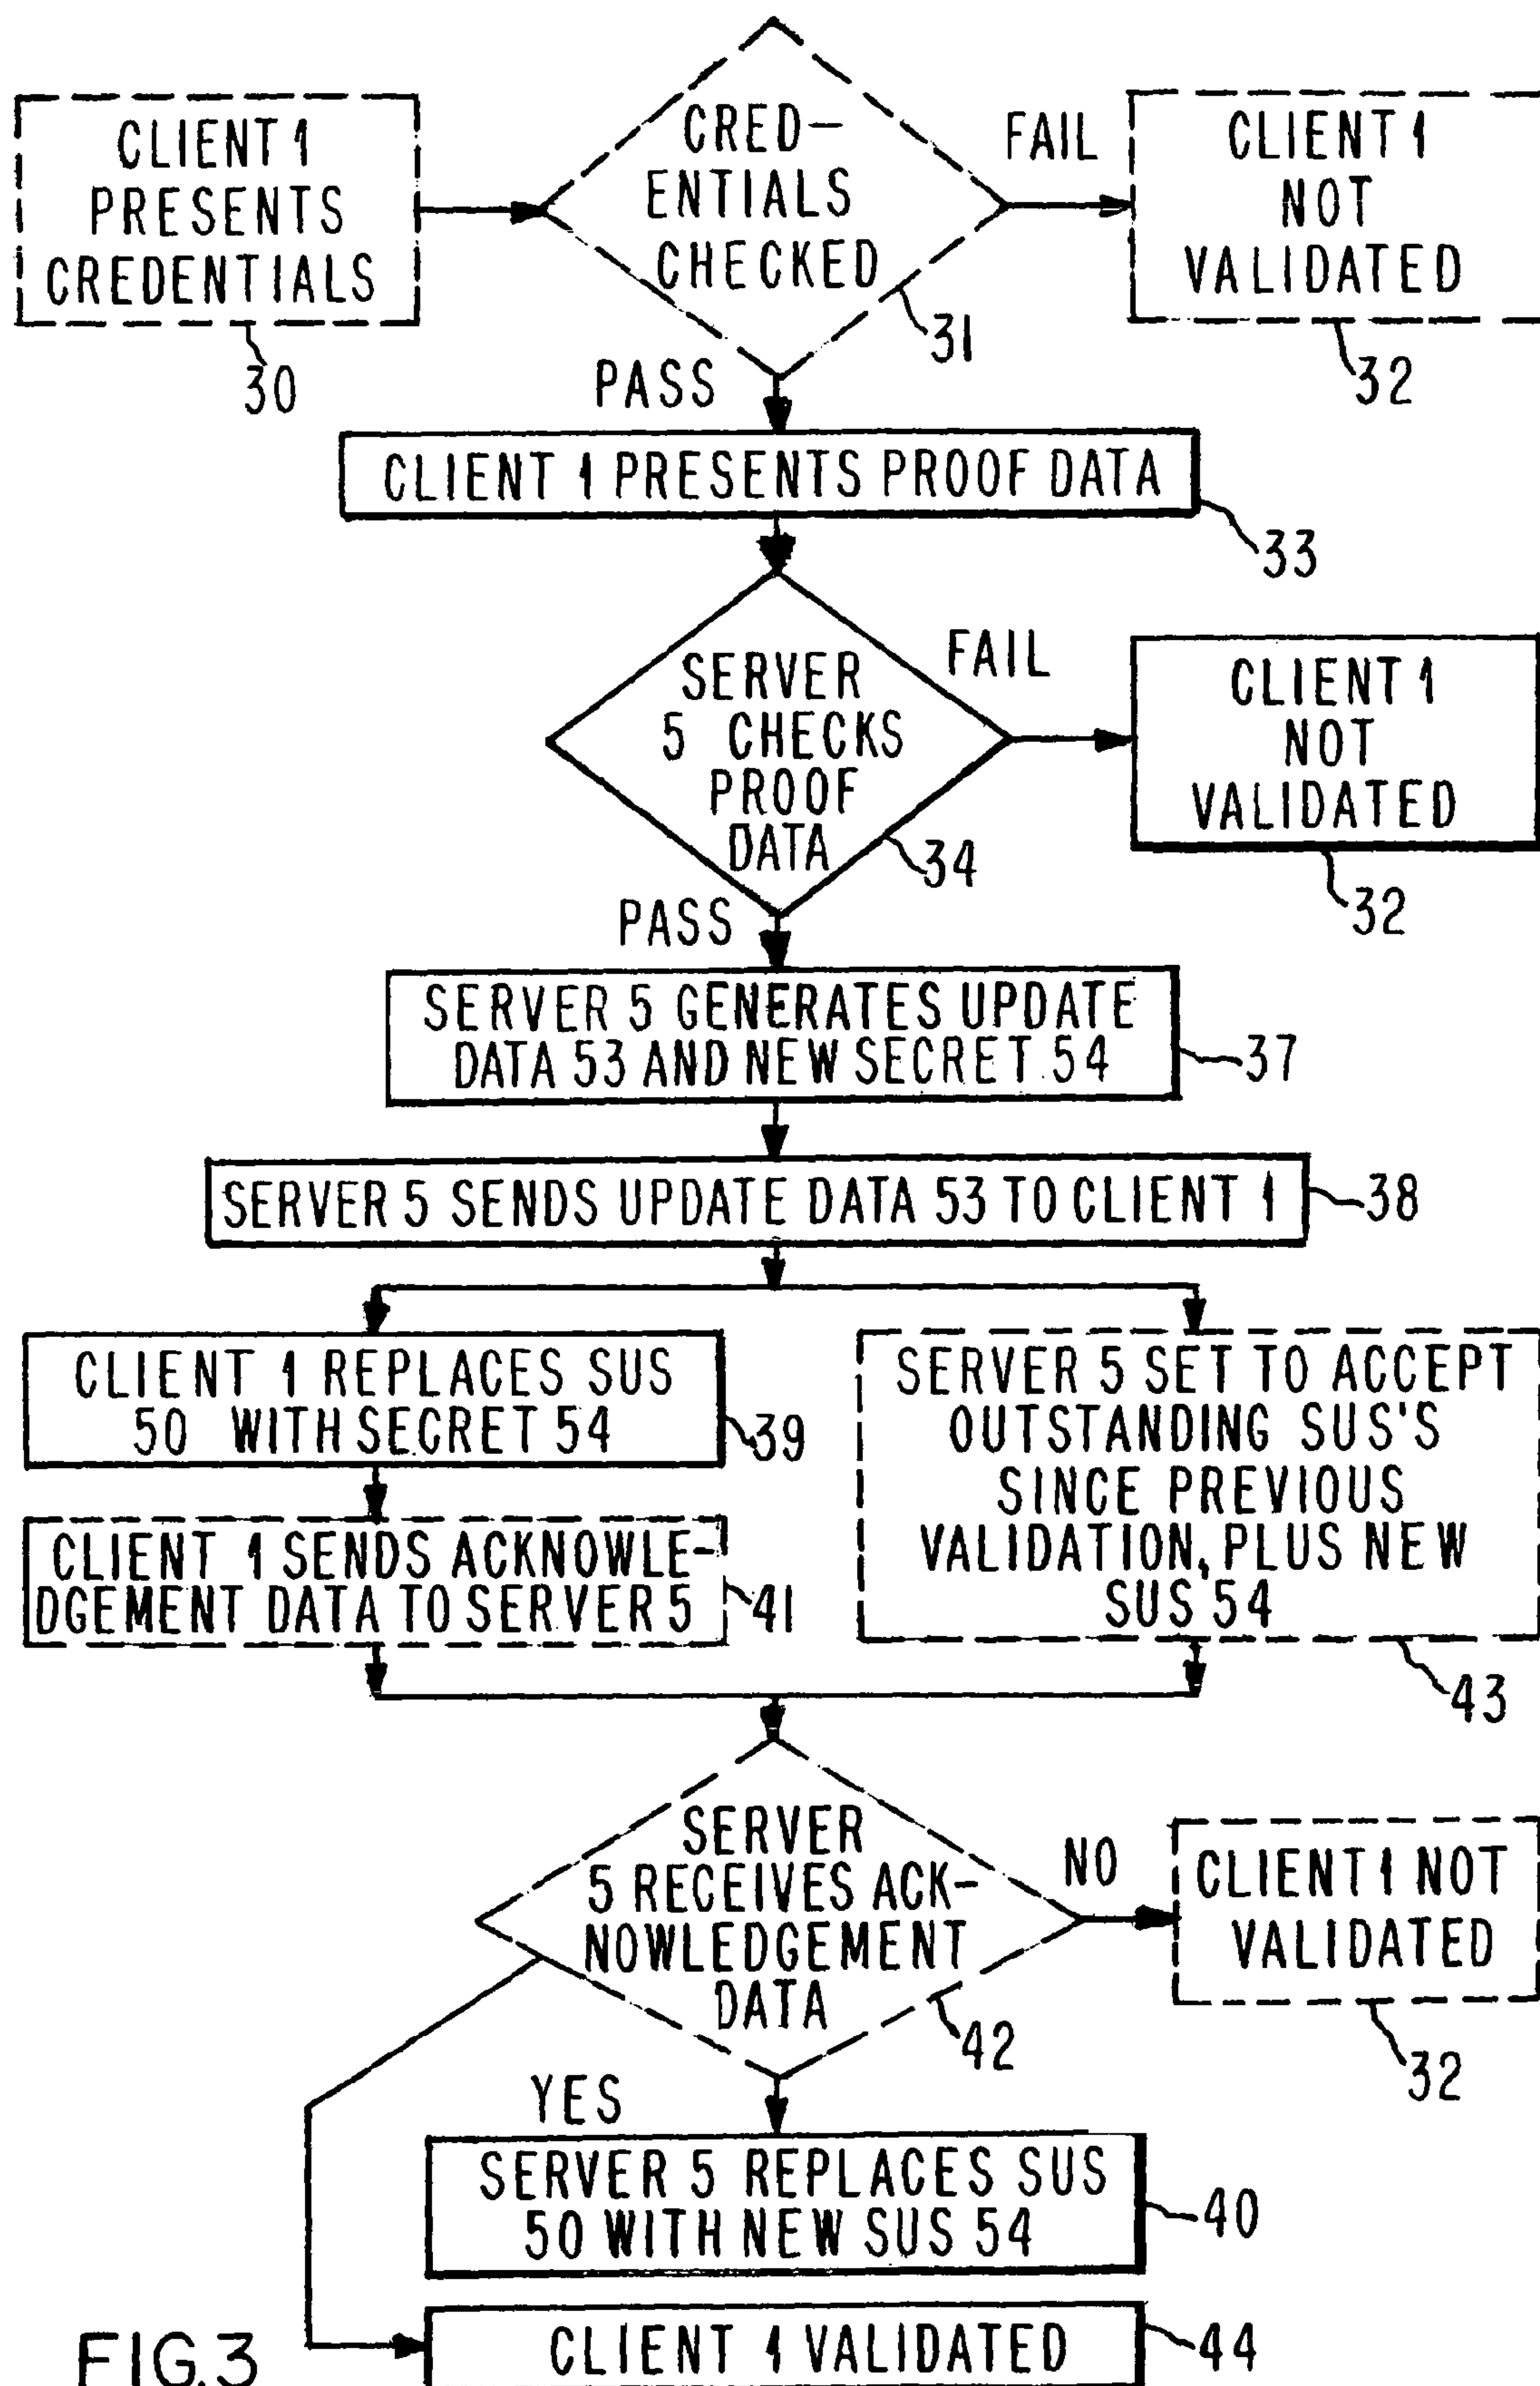 CLIENT 1
PRESENTS
CREDENTIALS
30
CRED-
ENTIALS
CHECKED
31
FAIL
CLIENT 1
NOT
VALIDATED
32
PASS
CLIENT 1 PRESENTS PROOF DATA
33
SERVER
5 CHECKS
PROOF
DATA
34
FAIL
CLIENT 1
NOT
VALIDATED
32
PASS
SERVER 5 GENERATES UPDATE
DATA 53 AND NEW SECRET 54
37
SERVER 5 SENDS UPDATE DATA 53 TO CLIENT 1
38
CLIENT 1 REPLACES SUS
50 WITH SECRET 54
39
CLIENT 1 SENDS ACKNOWLE-
DGEMENT DATA TO SERVER 5
41
SERVER 5 SET TO ACCEPT
OUTSTANDING SUS'S
SINCE PREVIOUS
VALIDATION, PLUS NEW
SUS 54
43
SERVER
5 RECEIVES ACK-
NOWLEDGEMENT
DATA
42
NO
CLIENT 1 NOT
VALIDATED
32
YES
SERVER 5 REPLACES SUS
50 WITH NEW SUS 54
40
CLIENT 1 VALIDATED
44
FIG.3